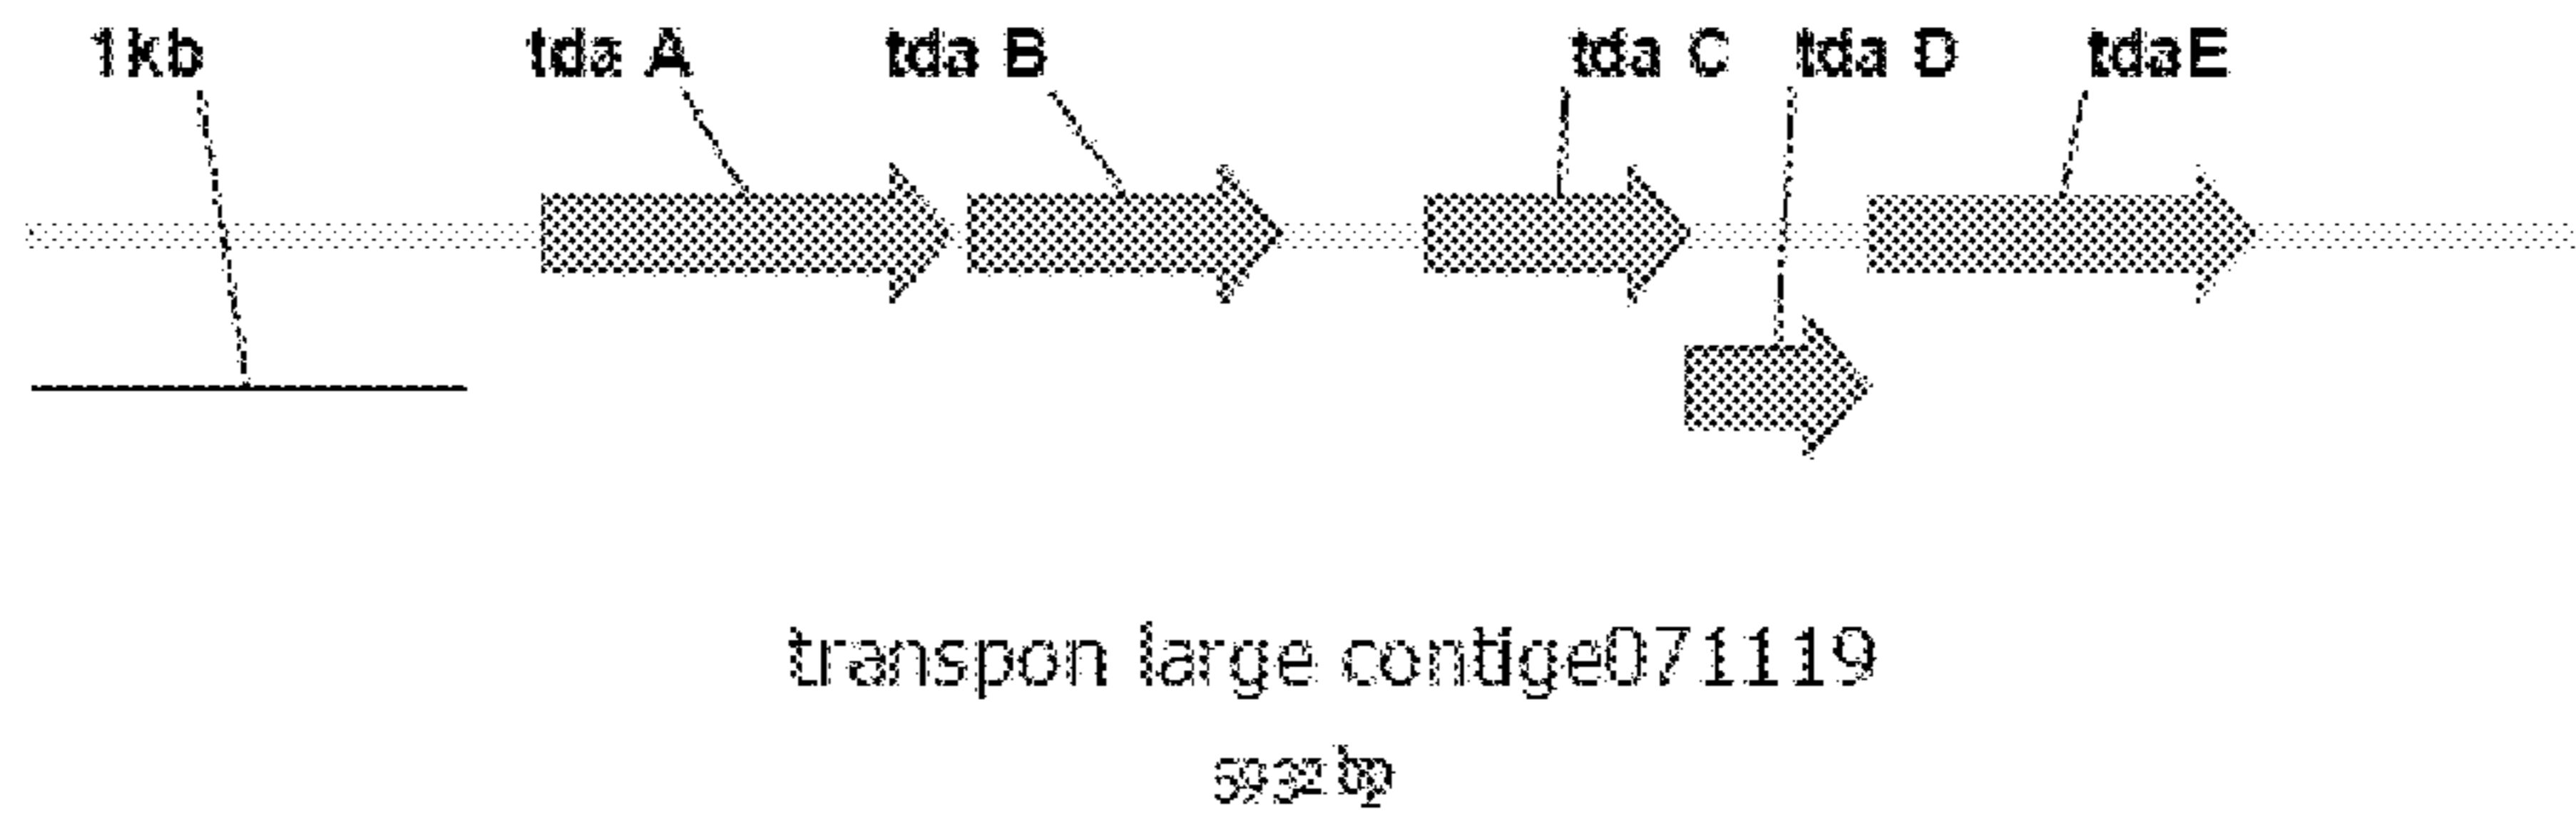 1kb tda A tda B tda C tda D tdaE
transpon large contige071119
5932 bp